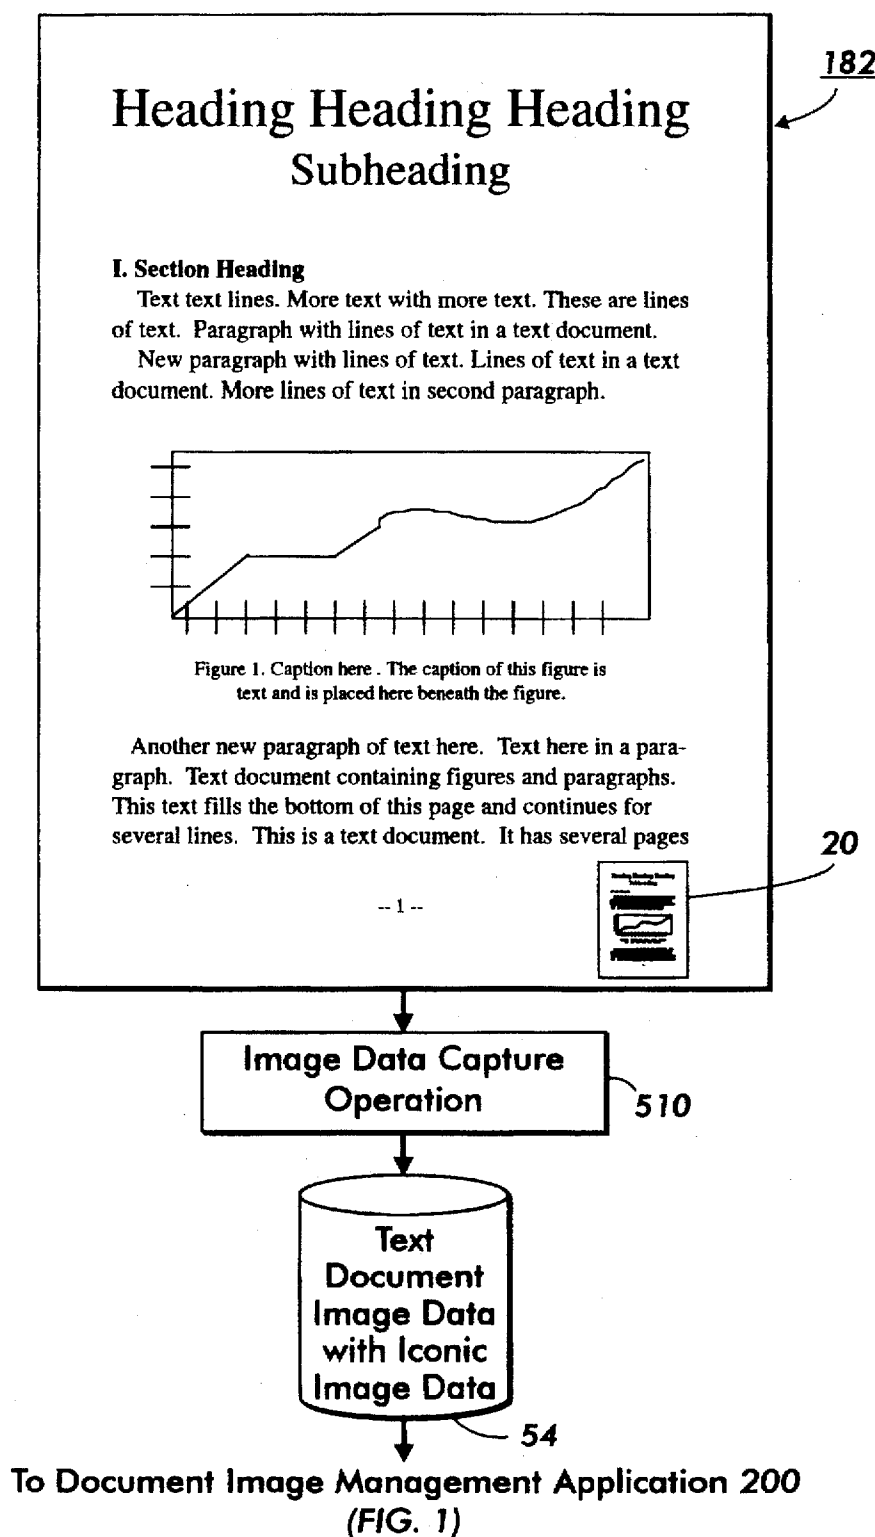 182
Heading Heading Heading
Subheading
I. Section Heading
Text text lines. More text with more text. These are lines
of text. Paragraph with lines of text in a text document.
New paragraph with lines of text. Lines of text in a text
document. More lines of text in second paragraph.
Figure 1. Caption here . The caption of this figure is
text and is placed here beneath the figure.
Another new paragraph of text here. Text here in a para-
graph. Text document containing figures and paragraphs.
This text fills the bottom of this page and continues for
several lines. This is a text document. It has several pages
20
Heading Heading Heading
Subheading
-- 1 --
Image Data Capture
Operation
510
Text
Document
Image Data
with Iconic
Image Data
54
To Document Image Management Application 200
(FIG. 1)